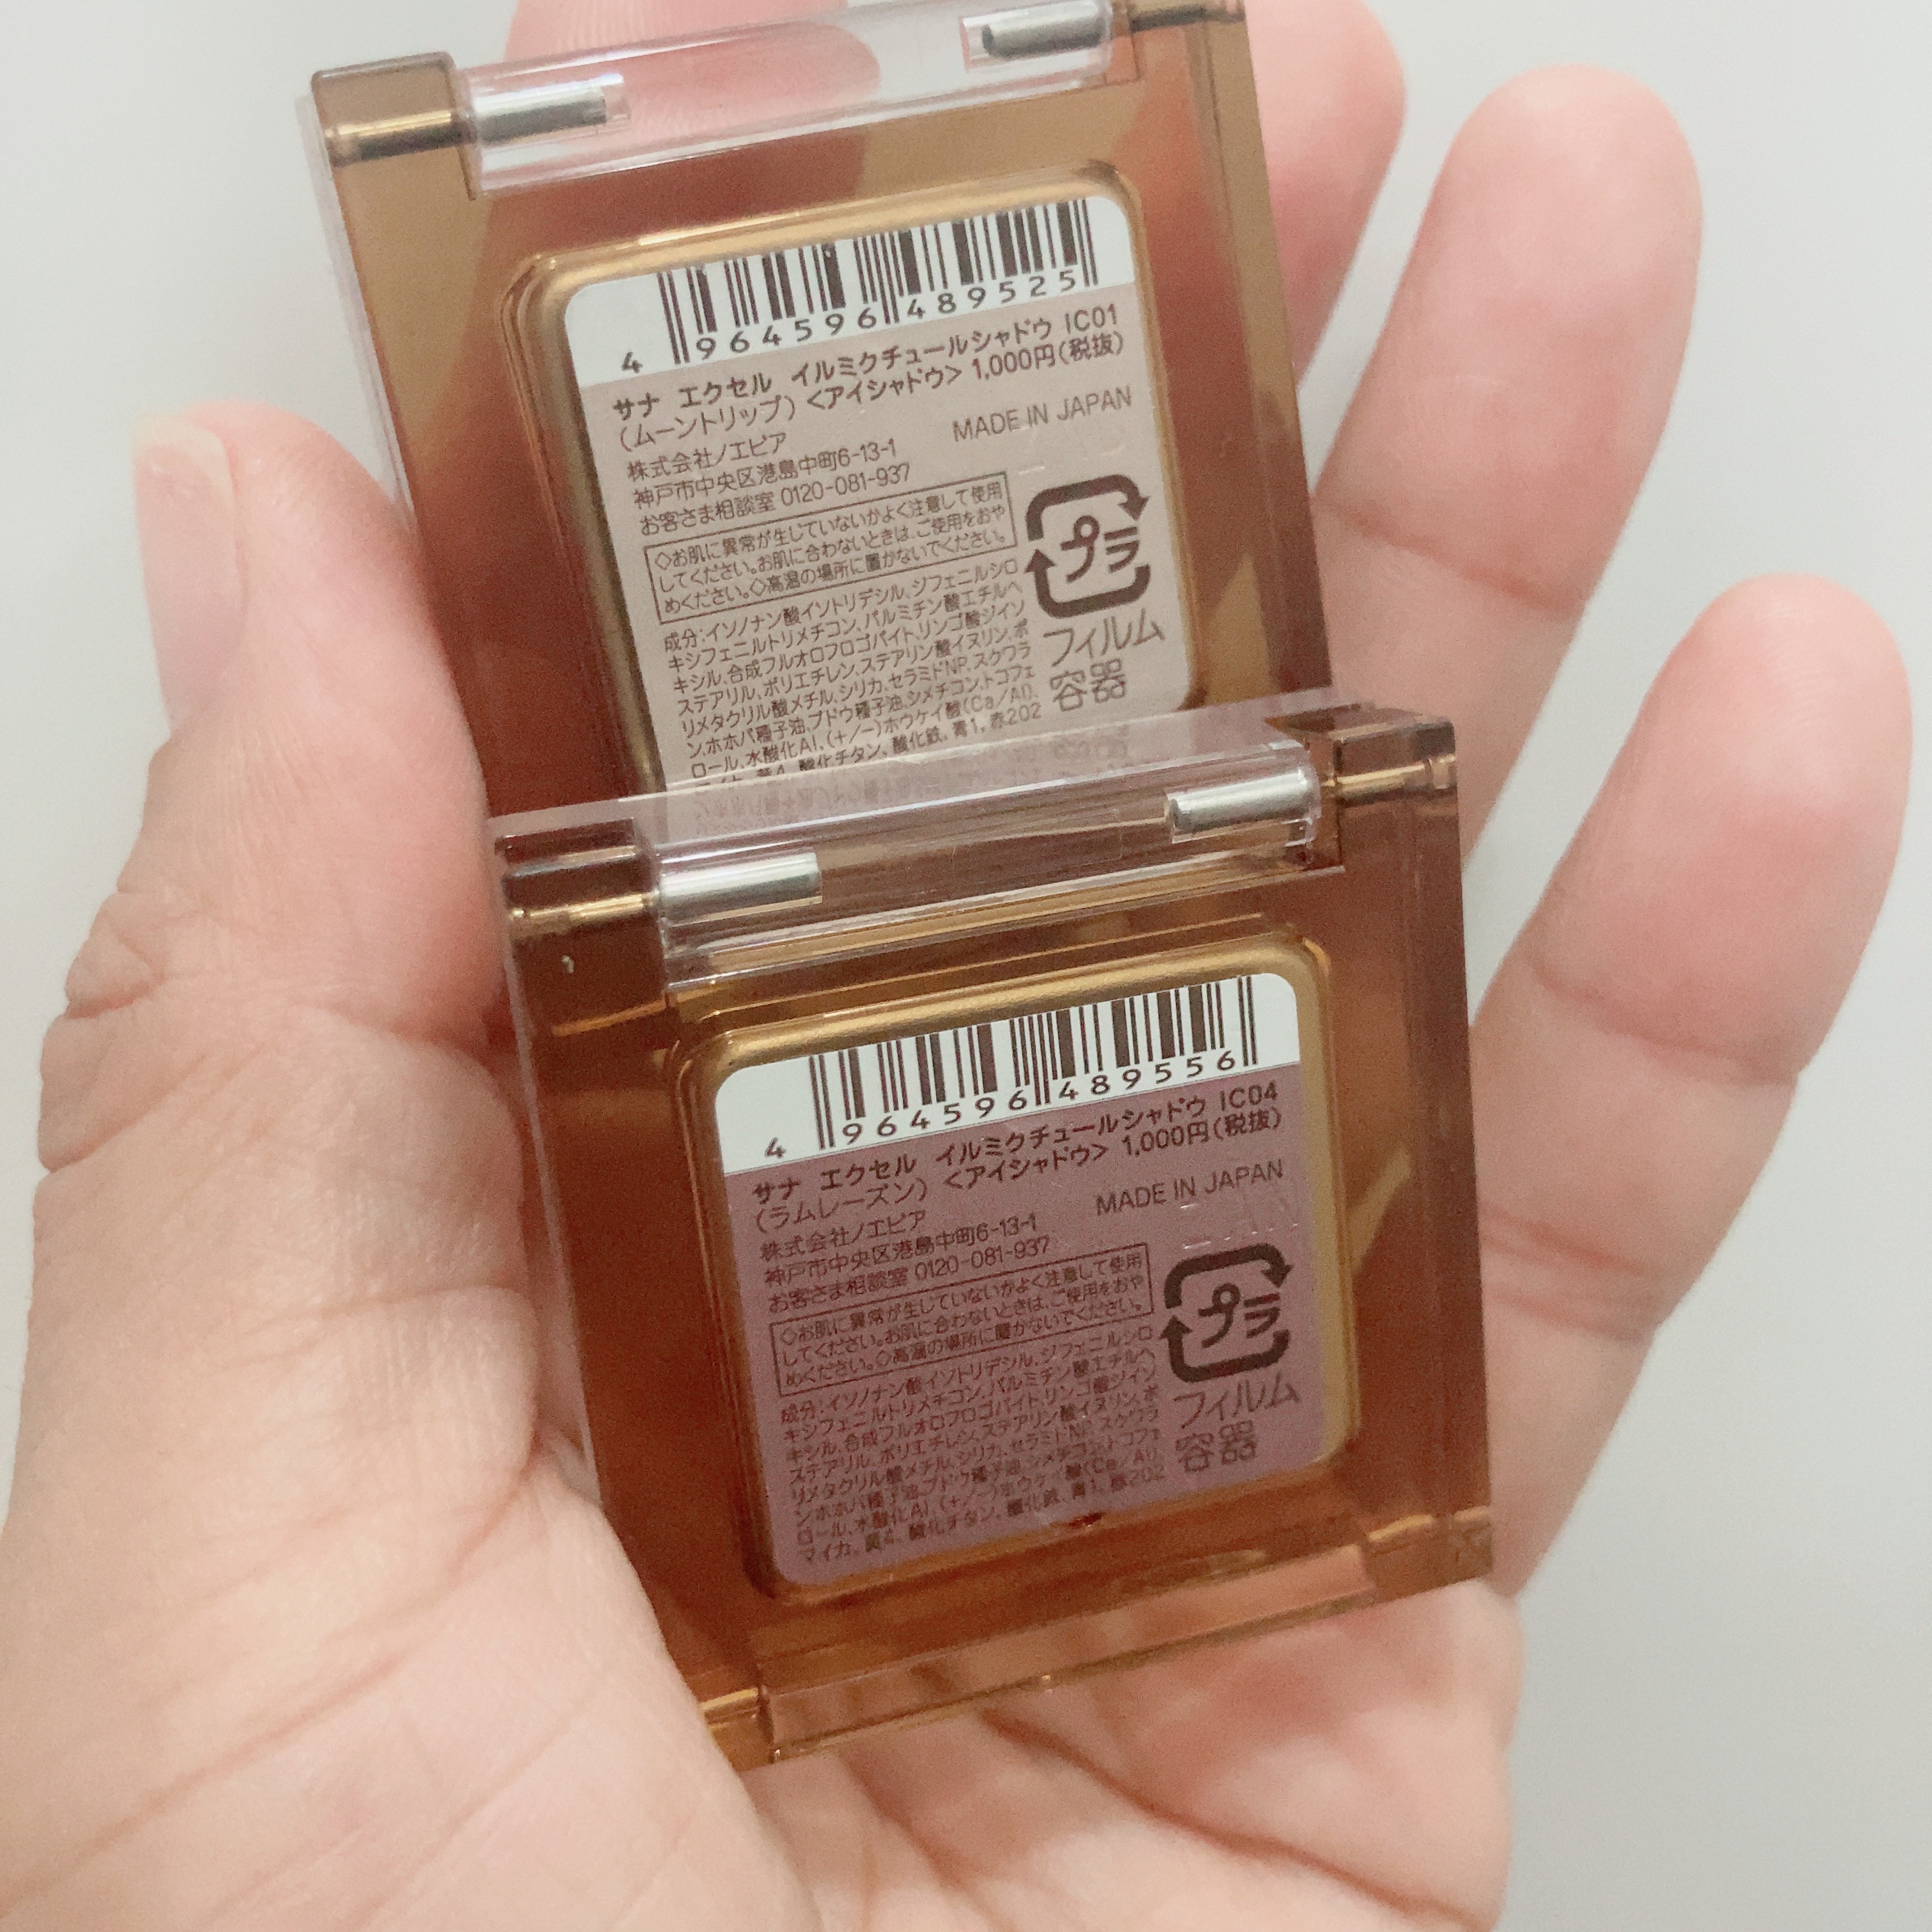 4 964596 489525
サナ エクセル イルミクチュールシャドウ IC01
(ムーントリップ) <アイシャドウ> 1,000円(税抜)
株式会社ノエビア
MADE IN JAPAN
神戸市中央区港島中町6-13-1
お客さま相談室 0120-081-937
◇お肌に異常が生じていないかよく注意して使用
してください。お肌に合わないときは、ご使用をおや
めください。◇高温の場所に置かないでください。
プラ
フィルム
容器
成分:イソノナン酸イソトリデシル、ジフェニルシロ
キシフェニルトリメチコン、パルミチン酸エチルヘ
キシル、合成フルオロフロゴパイト、リンゴ酸ジイソ
ステアリル、ポリエチレン、ステアリン酸イヌリン、ポ
リメタクリル酸メチル、シリカ、セラミドNP、スクワラ
ン、ホホバ種子油、ブドウ種子油、シメチコン、トコフェ
ロール、水酸化Al、(+/−)ホウケイ酸(Ca/Al)、
酸化チタン、酸化鉄、青1、赤202
4 964596 489556
サナ エクセル イルミクチュールシャドウ IC04
(ラムレーズン) <アイシャドウ> 1,000円(税抜)
株式会社ノエビア
MADE IN JAPAN
神戸市中央区港島中町6-13-1
お客さま相談室 0120-081-937
◇お肌に異常が生じていないかよく注意して使用
してください。お肌に合わないときは、ご使用をおや
めください。◇高温の場所に置かないでください。
プラ
フィルム
容器
成分:イソノナン酸イソトリデシル、ジフェニルシロ
キシフェニルトリメチコン、パルミチン酸エチルヘ
キシル、合成フルオロフロゴパイト、リンゴ酸ジイソ
ステアリル、ポリエチレン、ステアリン酸イヌリン、ポ
リメタクリル酸メチル、シリカ、セラミドNP、スクワラ
ン、ホホバ種子油、ブドウ種子油、シメチコン、トコフェ
ロール、水酸化Al、(+/−)ホウケイ酸(Ca/Al)、
マイカ、黄4、酸化チタン、酸化鉄、青1、赤202